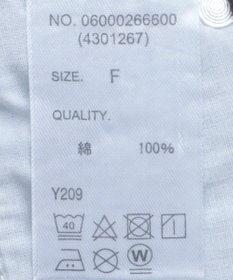 NO. 06000266600
(4301267)
SIZE. F
QUALITY.
綿 100%
Y209
40
W